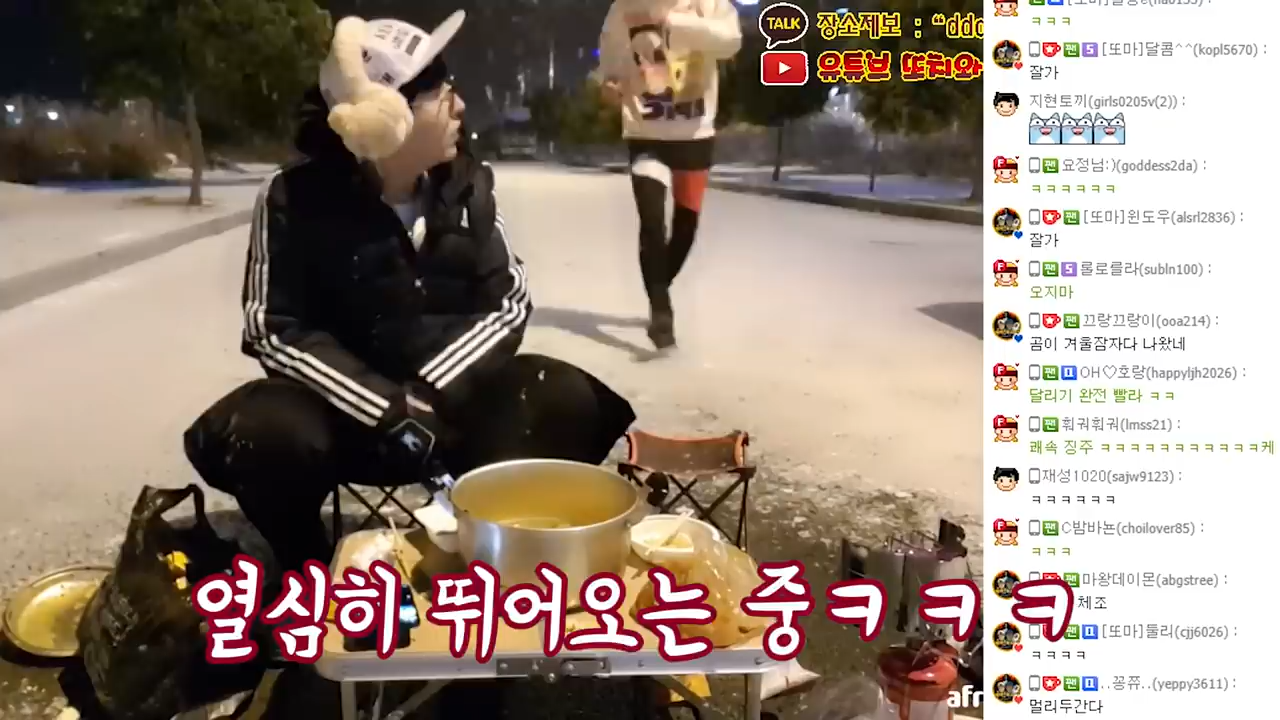 TALK 장소제보 : "ddo
유튜브 또취와
ㅋㅋㅋ
[또마]달콤^^(kopl5670) :
잘가
지현토끼(girls0205v(2)) :
요정님:)(goddess2da) :
ㅋㅋㅋㅋㅋㅋ
[또마]윈도우(alsrl2836) :
잘가
롤로를라(subln100) :
오지마
끄랑끄랑이(ooa214) :
곰이 겨울잠자다 나왔네
OH♡호랑(happyljh2026) :
달리기 완전 빨라 ㅋㅋ
훠궈훠궈(lmss21) :
쾌속 징주 ㅋㅋㅋㅋㅋㅋㅋㅋㅋㅋㅋ케
재성1020(sajw9123) :
ㅋㅋㅋㅋㅋㅋ
C밤바뇬(choilover85) :
ㅋㅋㅋ
마왕데이몬(abgstree) :
체조
[또마]둘리(cjj6026) :
ㅋㅋㅋㅋ
..꽁쮸..(yeppy3611) :
멀리두간다
열심히 뛰어오는 중ㅋㅋㅋ
afr